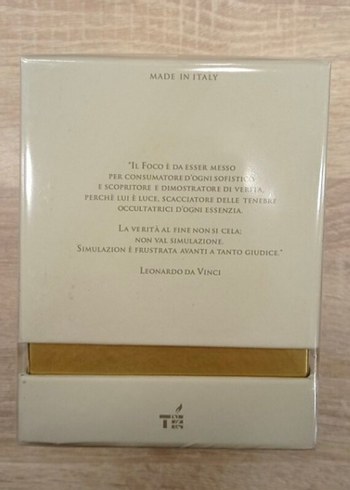 MADE IN ITALY
"IL FOCO È DA ESSER MESSO
PER CONSUMATORE D'OGNI SOFISTICO
E SCOPRITORE E DIMOSTRATORE DI VERITÀ,
PERCHÈ LUI È LUCE, SCACCIATORE DELLE TENEBRE
OCCULTATRICI D'OGNI ESSENZIA.
LA VERITÀ AL FINE NON SI CELA;
NON VAL SIMULAZIONE.
SIMULAZION È FRUSTRATA AVANTI A TANTO GIUDICE."
LEONARDO DA VINCI